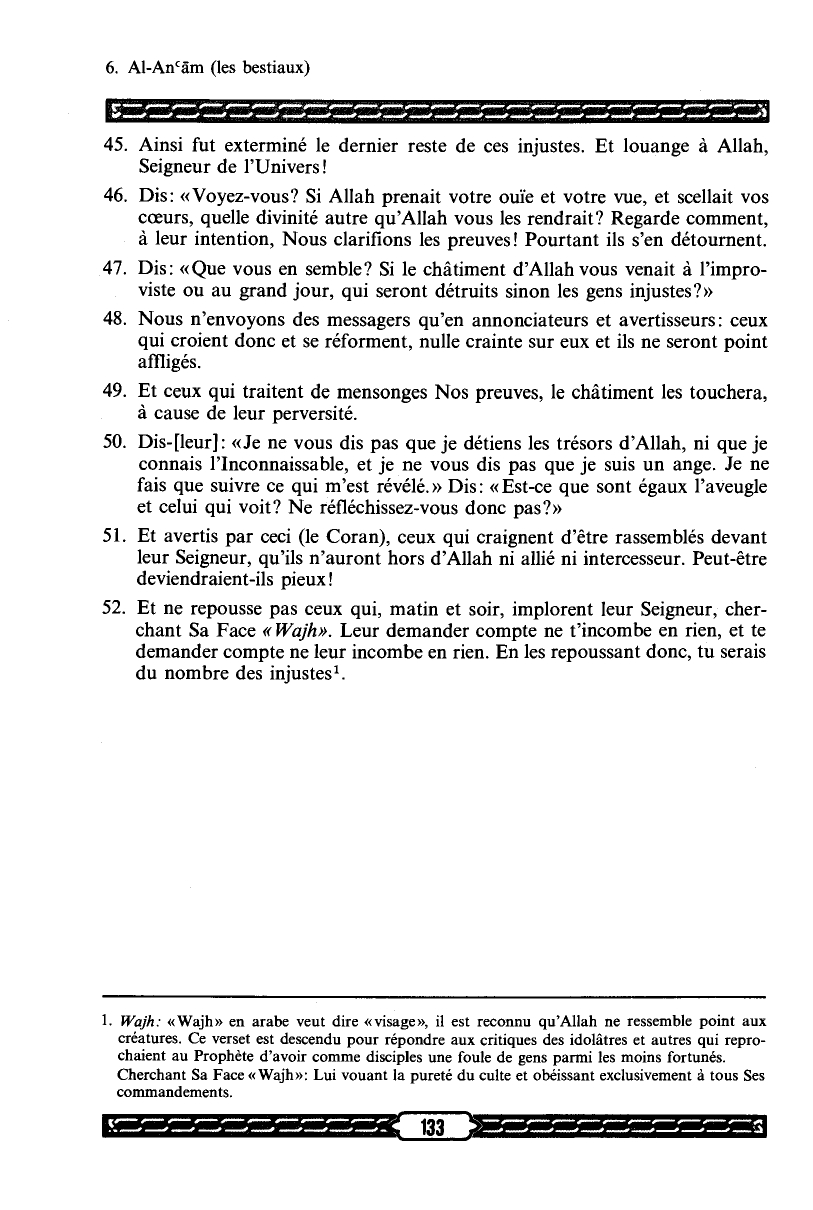 6. Al-Anᶜām (les bestiaux)
45. Ainsi fut exterminé le dernier reste de ces injustes. Et louange à Allah,
Seigneur de l'Univers!
46. Dis: «Voyez-vous? Si Allah prenait votre ouïe et votre vue, et scellait vos
cœurs, quelle divinité autre qu'Allah vous les rendrait? Regarde comment,
à leur intention, Nous clarifions les preuves! Pourtant ils s'en détournent.
47. Dis: «Que vous en semble? Si le châtiment d'Allah vous venait à l'impro-
viste ou au grand jour, qui seront détruits sinon les gens injustes?»
48. Nous n'envoyons des messagers qu'en annonciateurs et avertisseurs: ceux
qui croient donc et se réforment, nulle crainte sur eux et ils ne seront point
affligés.
49. Et ceux qui traitent de mensonges Nos preuves, le châtiment les touchera,
à cause de leur perversité.
50. Dis-[leur]: «Je ne vous dis pas que je détiens les trésors d'Allah, ni que je
connais l'Inconnaissable, et je ne vous dis pas que je suis un ange. Je ne
fais que suivre ce qui m'est révélé.» Dis: «Est-ce que sont égaux l'aveugle
et celui qui voit? Ne réfléchissez-vous donc pas?»
51. Et avertis par ceci (le Coran), ceux qui craignent d'être rassemblés devant
leur Seigneur, qu'ils n'auront hors d'Allah ni allié ni intercesseur. Peut-être
deviendraient-ils pieux!
52. Et ne repousse pas ceux qui, matin et soir, implorent leur Seigneur, cher-
chant Sa Face «Wajh». Leur demander compte ne t'incombe en rien, et te
demander compte ne leur incombe en rien. En les repoussant donc, tu serais
du nombre des injustes¹.
1. Wajh: «Wajh» en arabe veut dire «visage», il est reconnu qu'Allah ne ressemble point aux
créatures. Ce verset est descendu pour répondre aux critiques des idolâtres et autres qui repro-
chaient au Prophète d'avoir comme disciples une foule de gens parmi les moins fortunés.
Cherchant Sa Face «Wajh»: Lui vouant la pureté du culte et obéissant exclusivement à tous Ses
commandements.
133